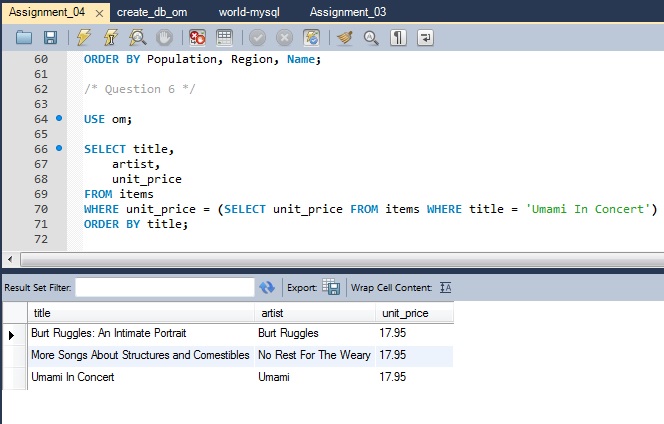 Assignment_04 × create_db_om world-mysql Assignment_03
60 ORDER BY Population, Region, Name;
61
62 /* Question 6 */
63
64 USE om;
65
66 SELECT title,
67 artist,
68 unit_price
69 FROM items
70 WHERE unit_price = (SELECT unit_price FROM items WHERE title = 'Umami In Concert')
71 ORDER BY title;
72
Result Set Filter: Export: Wrap Cell Content:
title artist unit_price
Burt Ruggles: An Intimate Portrait Burt Ruggles 17.95
More Songs About Structures and Comestibles No Rest For The Weary 17.95
Umami In Concert Umami 17.95